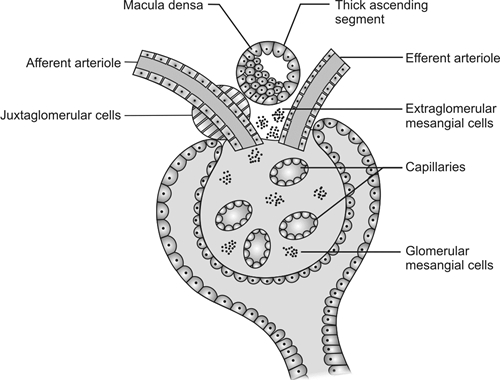 Macula densa
Thick ascending
segment
Afferent arteriole
Efferent arteriole
Juxtaglomerular cells
Extraglomerular
mesangial cells
Capillaries
Glomerular
mesangial cells